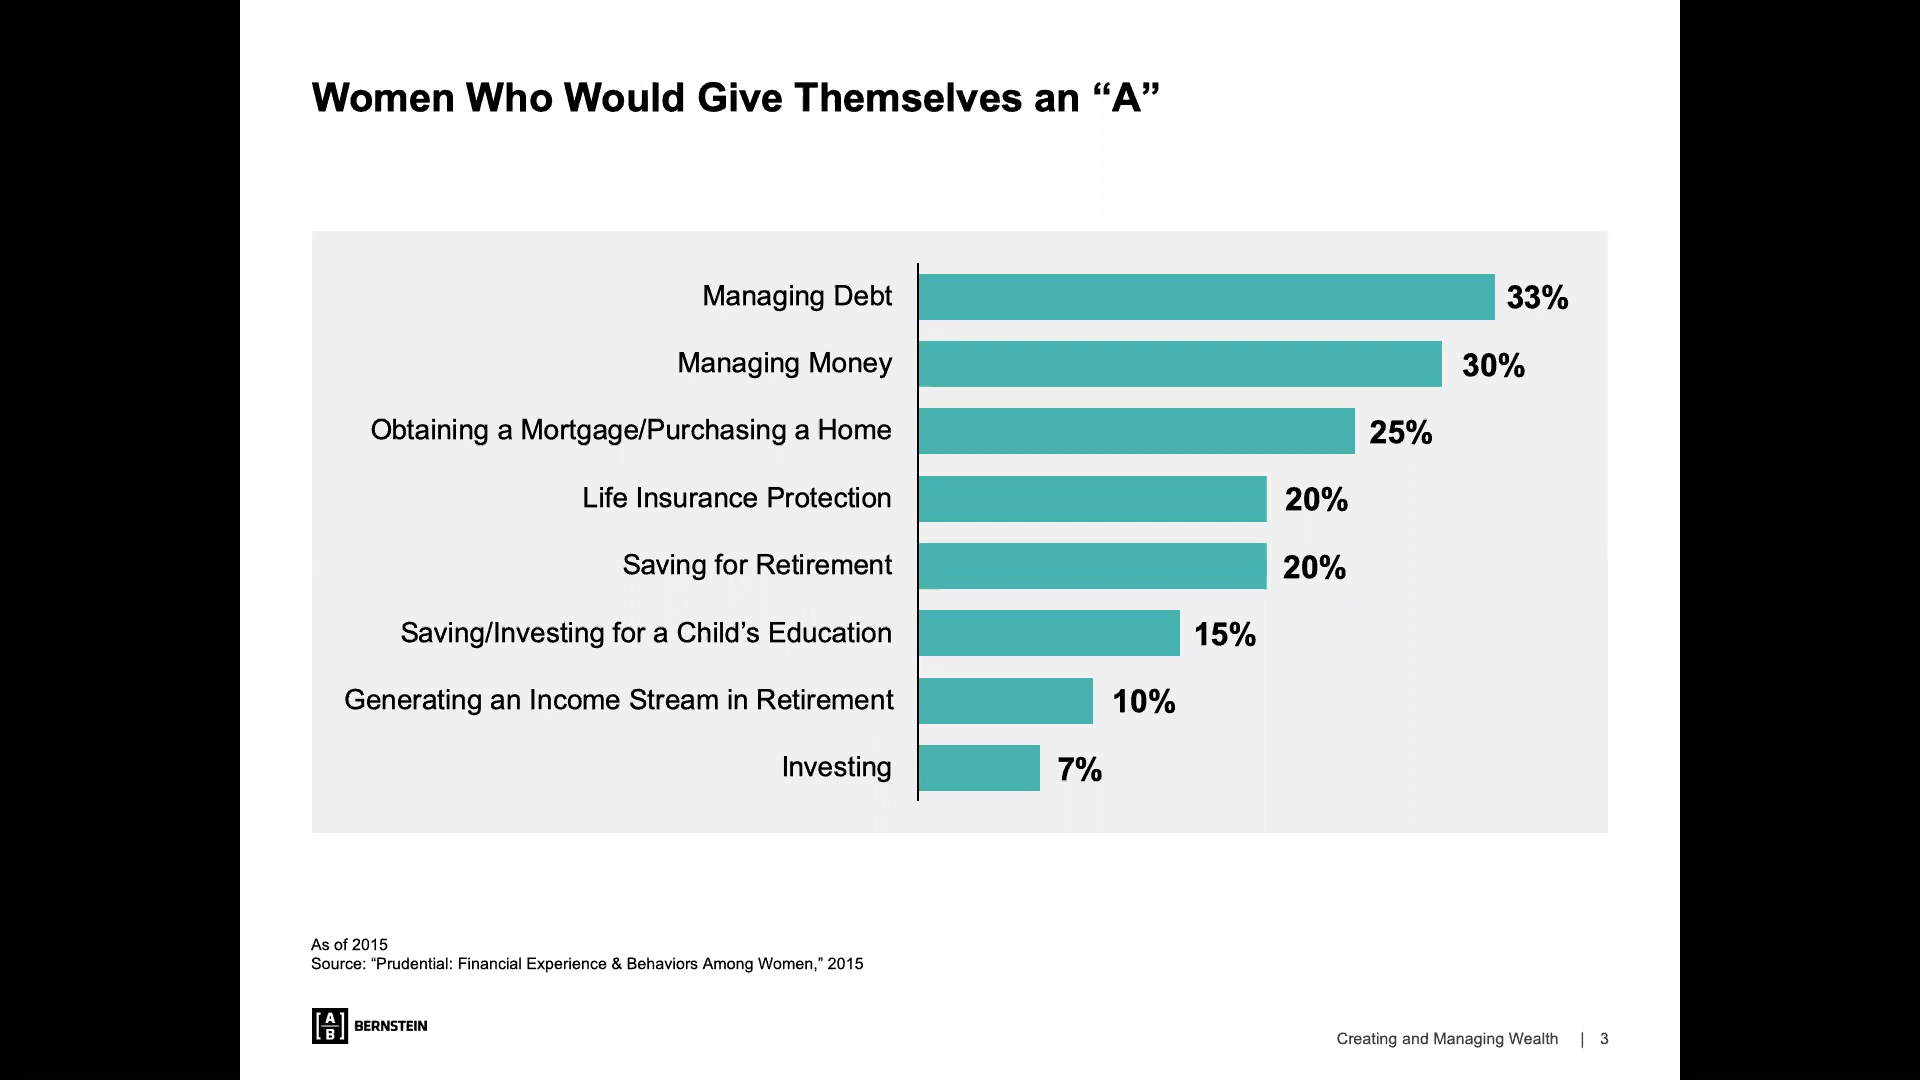 Women Who Would Give Themselves an “A”
Managing Debt 33%
Managing Money 30%
Obtaining a Mortgage/Purchasing a Home 25%
Life Insurance Protection 20%
Saving for Retirement 20%
Saving/Investing for a Child’s Education 15%
Generating an Income Stream in Retirement 10%
Investing 7%
As of 2015
Source: “Prudential: Financial Experience & Behaviors Among Women,” 2015
[A B] BERNSTEIN
Creating and Managing Wealth | 3